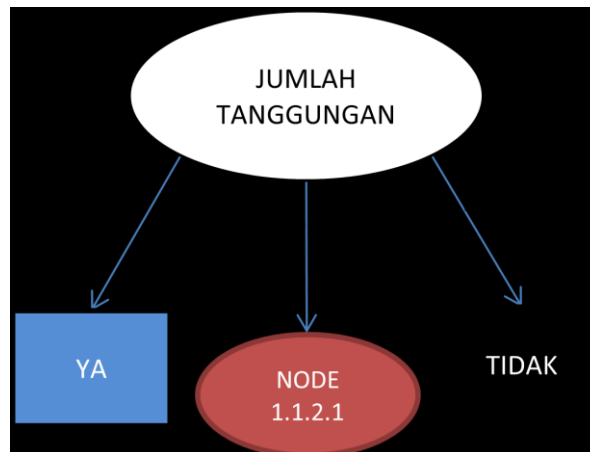 JUMLAH
TANGGUNGAN
YA
NODE
1.1.2.1
TIDAK